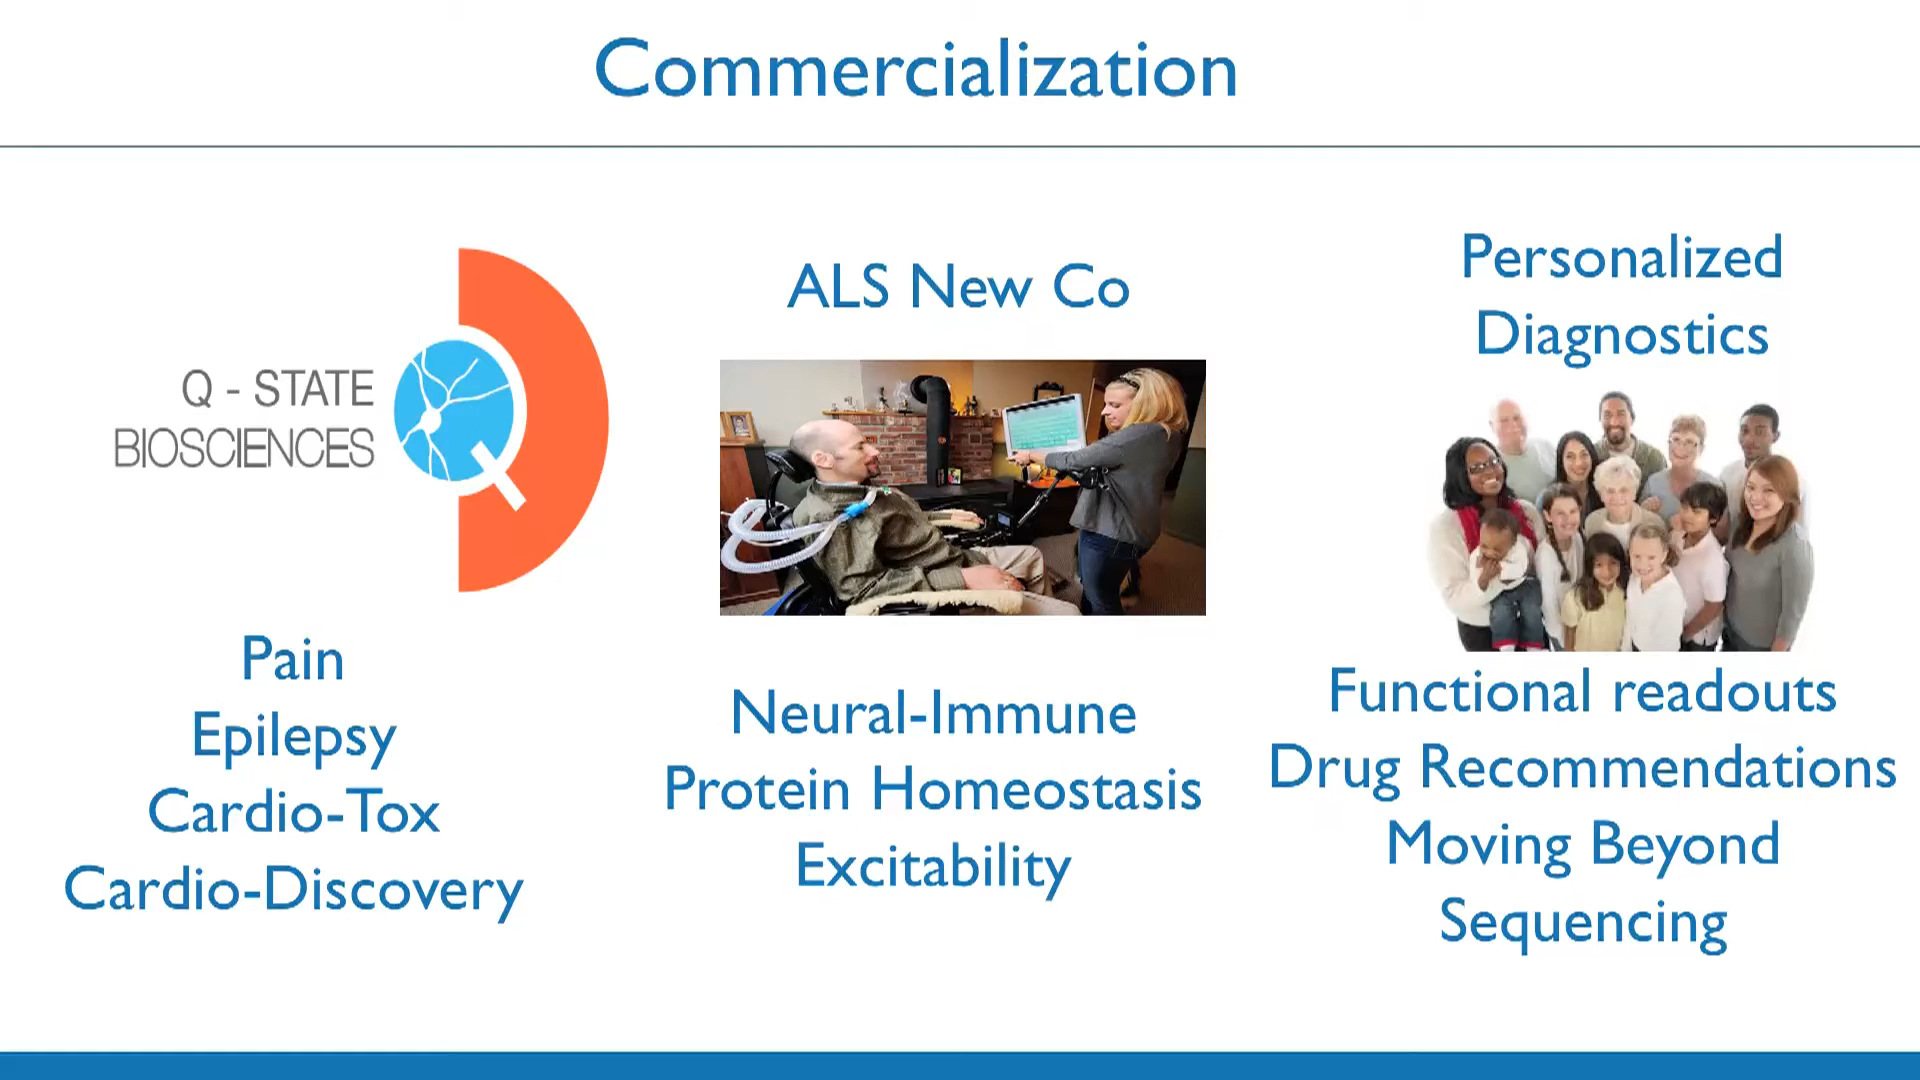 Commercialization
Q - STATE
BIOSCIENCES
Pain
Epilepsy
Cardio-Tox
Cardio-Discovery
ALS New Co
Neural-Immune
Protein Homeostasis
Excitability
Personalized
Diagnostics
Functional readouts
Drug Recommendations
Moving Beyond
Sequencing